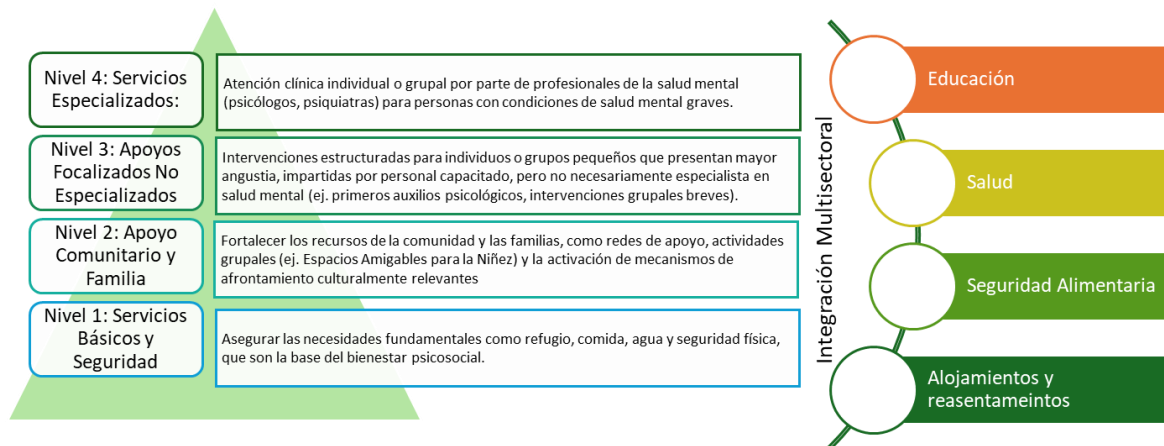 Nivel 4: Servicios
Especializados:
Atención clínica individual o grupal por parte de profesionales de la salud mental
(psicólogos, psiquiatras) para personas con condiciones de salud mental graves.
Nivel 3: Apoyos
Focalizados No
Especializados
Intervenciones estructuradas para individuos o grupos pequeños que presentan mayor
angustia, impartidas por personal capacitado, pero no necesariamente especialista en
salud mental (ej. primeros auxilios psicológicos, intervenciones grupales breves).
Nivel 2: Apoyo
Comunitario y
Familia
Fortalecer los recursos de la comunidad y las familias, como redes de apoyo, actividades
grupales (ej. Espacios Amigables para la Niñez) y la activación de mecanismos de
afrontamiento culturalmente relevantes
Nivel 1: Servicios
Básicos y
Seguridad
Asegurar las necesidades fundamentales como refugio, comida, agua y seguridad física,
que son la base del bienestar psicosocial.
Integración Multisectoral
Educación
Salud
Seguridad Alimentaria
Alojamientos y
reasentameintos